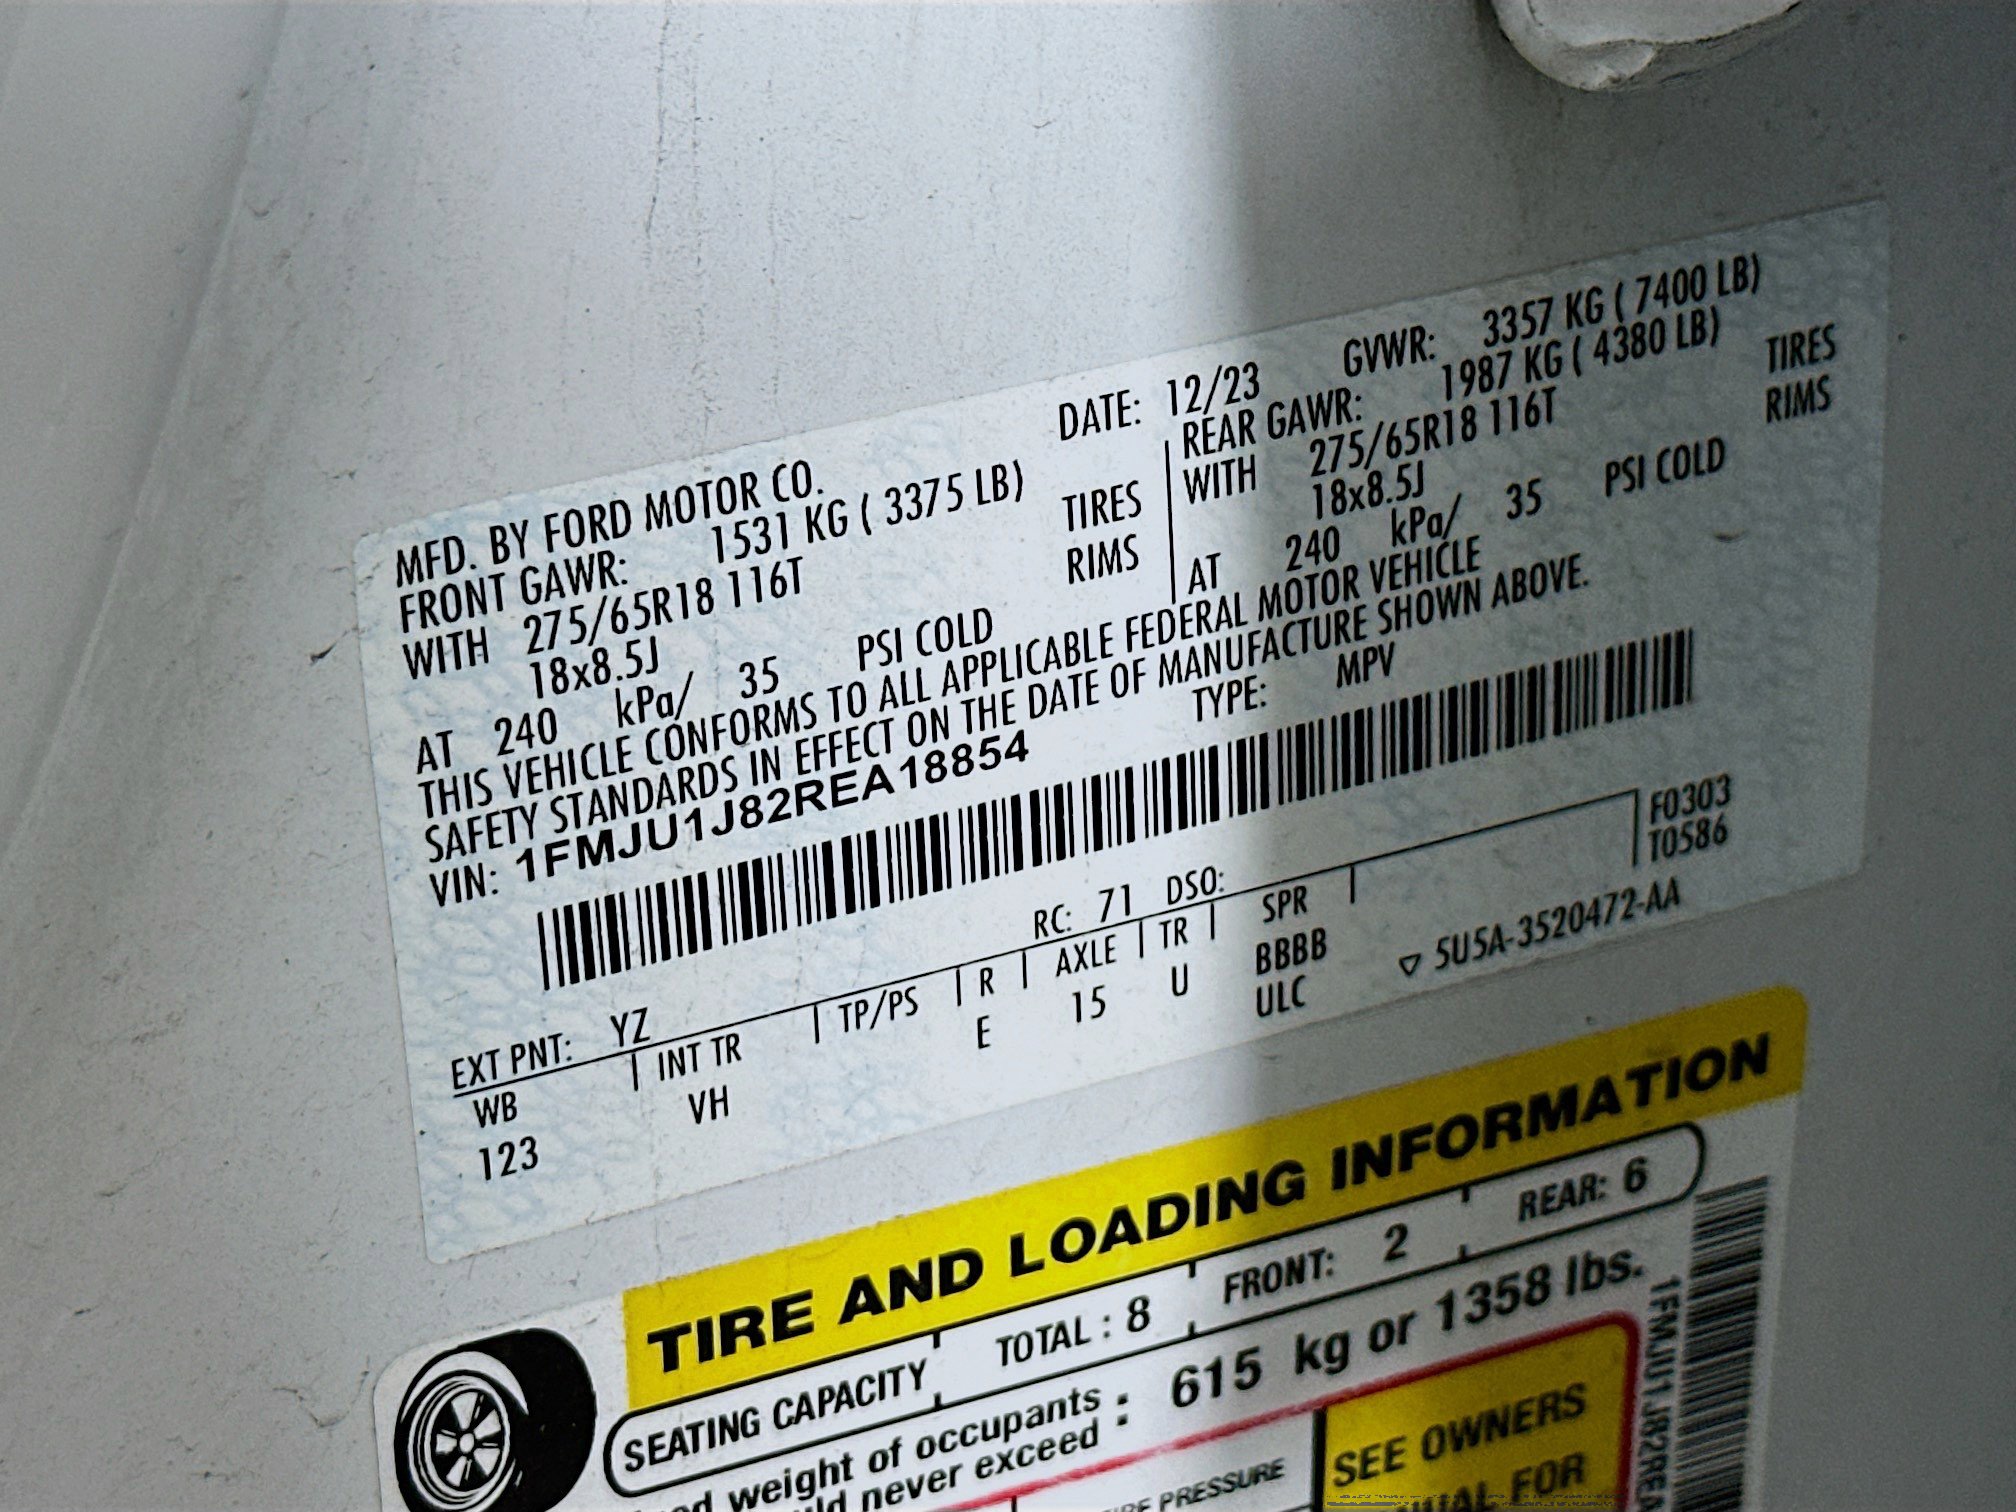 MFD. BY FORD MOTOR CO.
DATE: 12/23 GVWR: 3357 KG ( 7400 LB)
FRONT GAWR: 1531 KG ( 3375 LB) REAR GAWR: 1987 KG ( 4380 LB)
WITH 275/65R18 116T TIRES WITH 275/65R18 116T TIRES
18x8.5J RIMS 18x8.5J RIMS
AT 240 kPa/ 35 PSI COLD AT 240 kPa/ 35 PSI COLD
THIS VEHICLE CONFORMS TO ALL APPLICABLE FEDERAL MOTOR VEHICLE
SAFETY STANDARDS IN EFFECT ON THE DATE OF MANUFACTURE SHOWN ABOVE.
VIN: 1FMJU1J82REA18854 TYPE: MPV
F0303
T0586
EXT PNT: YZ RC: 71 DSO:
WB INT TR TP/PS R AXLE TR SPR
123 VH E 15 U BBBB
ULC
▽ 5U5A-3520472-AA
TIRE AND LOADING INFORMATION
SEATING CAPACITY TOTAL : 8 FRONT: 2 REAR: 6
weight of occupants : 615 kg or 1358 lbs.
never exceed
PRESSURE
SEE OWNERS
FOR